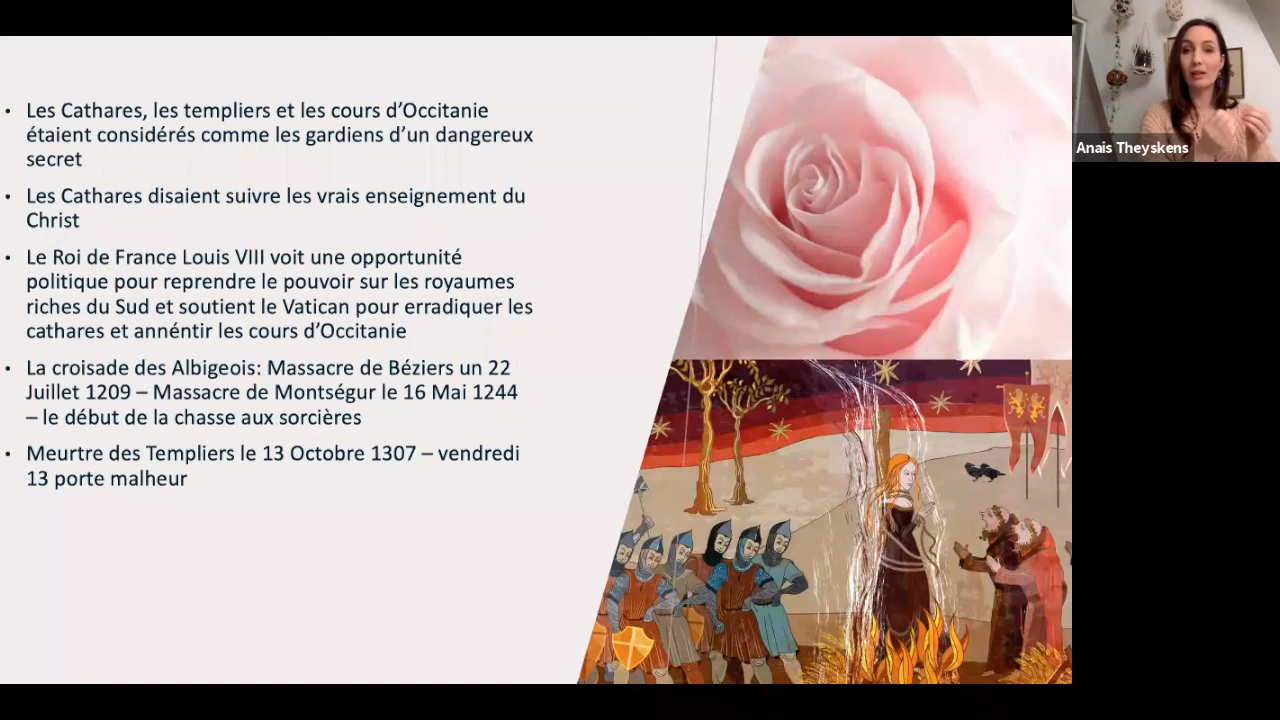 • Les Cathares, les templiers et les cours d’Occitanie
étaient considérés comme les gardiens d’un dangereux
secret
• Les Cathares disaient suivre les vrais enseignement du
Christ
• Le Roi de France Louis VIII voit une opportunité
politique pour reprendre le pouvoir sur les royaumes
riches du Sud et soutient le Vatican pour erradiquer les
cathares et annéntir les cours d’Occitanie
• La croisade des Albigeois: Massacre de Béziers un 22
Juillet 1209 – Massacre de Montségur le 16 Mai 1244
– le début de la chasse aux sorcières
• Meurtre des Templiers le 13 Octobre 1307 – vendredi
13 porte malheur
Anais Theyskens